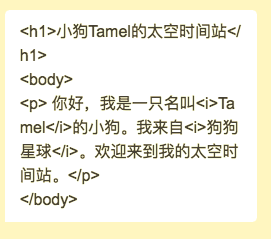 <h1>小狗Tamel的太空时间站</
h1>
<body>
<p> 你好，我是一只名叫<i>Ta
mel</i>的小狗。我来自<i>狗狗
星球</i>。欢迎来到我的太空时
间站。</p>
</body>